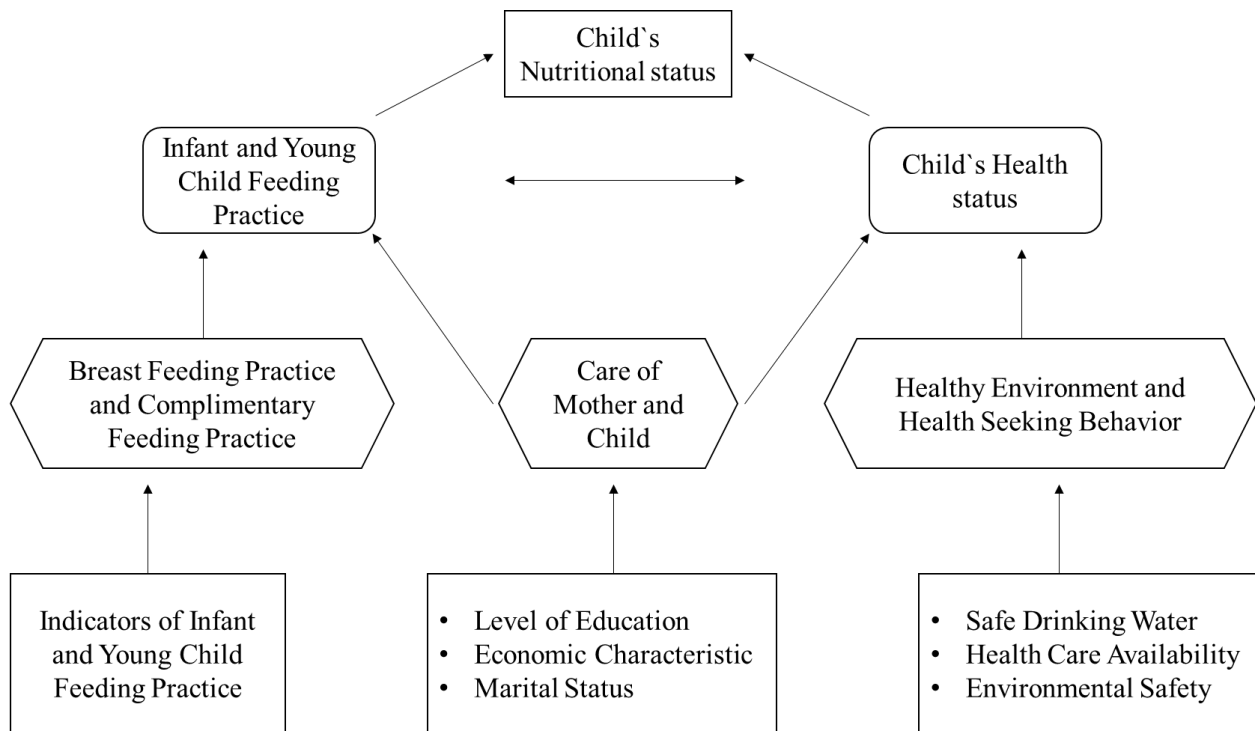 Child`s
Nutritional status
Infant and Young
Child Feeding
Practice
Child`s Health
status
Breast Feeding Practice
and Complimentary
Feeding Practice
Care of
Mother and
Child
Healthy Environment and
Health Seeking Behavior
Indicators of Infant
and Young Child
Feeding Practice
• Level of Education
• Economic Characteristic
• Marital Status
• Safe Drinking Water
• Health Care Availability
• Environmental Safety